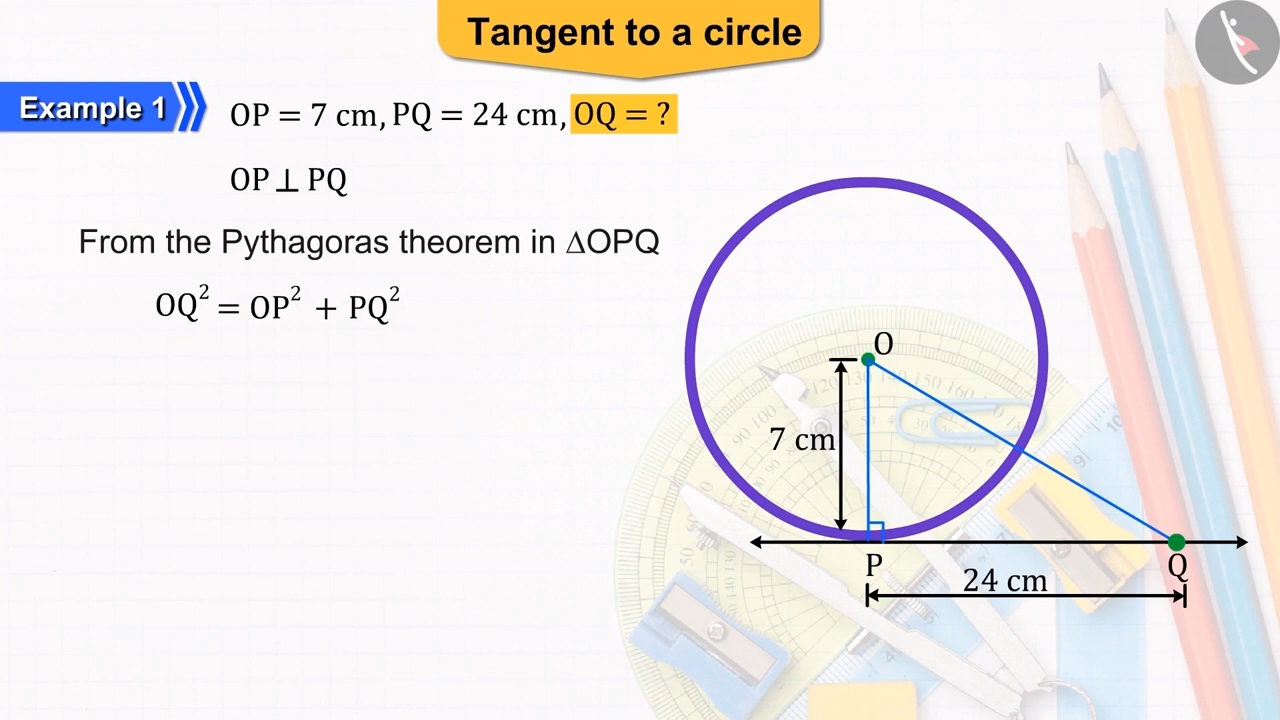 Tangent to a circle
Example 1
OP = 7 cm, PQ = 24 cm, OQ = ?
OP ⊥ PQ
From the Pythagoras theorem in ΔOPQ
OQ² = OP² + PQ²
O
7 cm
P
Q
24 cm